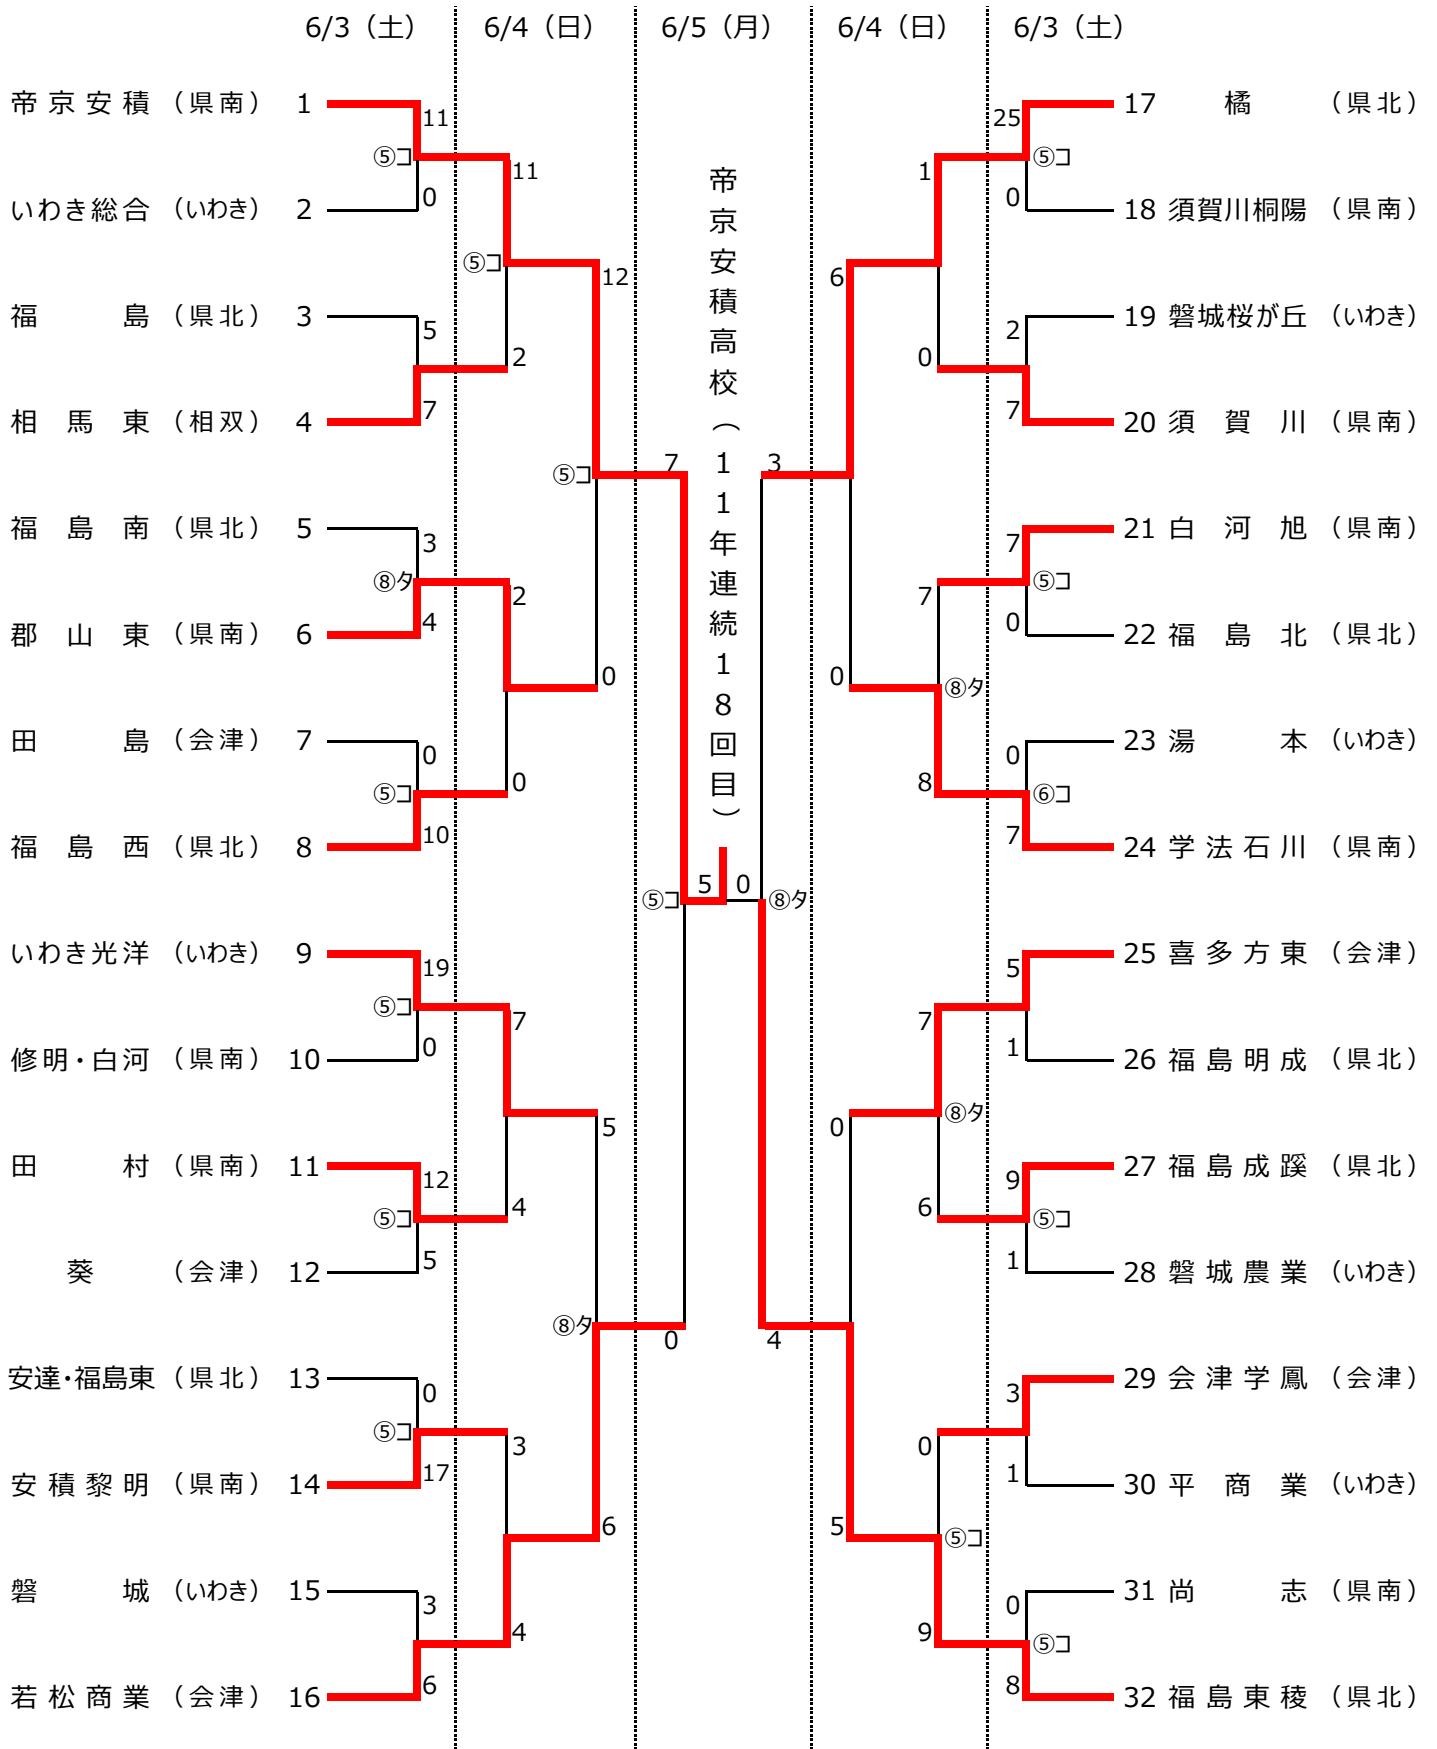 6/3（土） 6/4（日） 6/5（月） 6/4（日） 6/3（土）
帝京安積（県南） 1
いわき総合（いわき） 2
福島（県北） 3
相馬東（相双） 4
福島南（県北） 5
郡山東（県南） 6
田島（会津） 7
福島西（県北） 8
いわき光洋（いわき） 9
修明・白河（県南） 10
田村（県南） 11
葵（会津） 12
安達・福島東（県北） 13
安積黎明（県南） 14
磐城（いわき） 15
若松商業（会津） 16
11
⑤コ
0
5
7
3
⑧タ
4
0
⑤コ
10
19
⑤コ
0
12
⑤コ
5
0
⑤コ
17
3
6
11
⑤コ
2
2
0
7
4
3
4
12
⑤コ
0
5
⑧タ
6
7
⑤コ
0
帝京安積高校（11年連続18回目）
5 0
3
⑧タ
4
6
0
0
5
1
0
7
⑧タ
8
7
⑧タ
6
0
⑤コ
9
25
⑤コ
0
2
7
7
⑤コ
0
0
⑥コ
7
5
1
9
⑤コ
1
3
1
0
⑤コ
8
17 橘（県北）
18 須賀川桐陽（県南）
19 磐城桜が丘（いわき）
20 須賀川（県南）
21 白河旭（県南）
22 福島北（県北）
23 湯本（いわき）
24 学法石川（県南）
25 喜多方東（会津）
26 福島明成（県北）
27 福島成蹊（県北）
28 磐城農業（いわき）
29 会津学鳳（会津）
30 平商業（いわき）
31 尚志（県南）
32 福島東稜（県北）